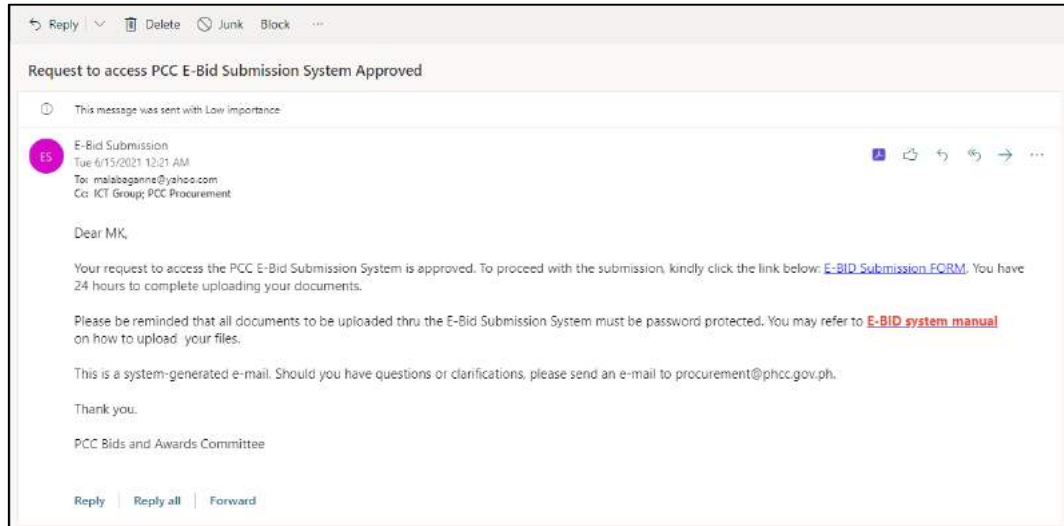 Reply Delete Junk Block ...
Request to access PCC E-Bid Submission System Approved
This message was sent with Low importance
ES
E-Bid Submission
Tue 6/15/2021 12:21 AM
To: malabaganne@yahoo.com
Cc: ICT Group; PCC Procurement
Dear MK,
Your request to access the PCC E-Bid Submission System is approved. To proceed with the submission, kindly click the link below: E-BID Submission FORM. You have
24 hours to complete uploading your documents.
Please be reminded that all documents to be uploaded thru the E-Bid Submission System must be password protected. You may refer to E-BID system manual
on how to upload your files.
This is a system-generated e-mail. Should you have questions or clarifications, please send an e-mail to procurement@phcc.gov.ph.
Thank you.
PCC Bids and Awards Committee
Reply Reply all Forward